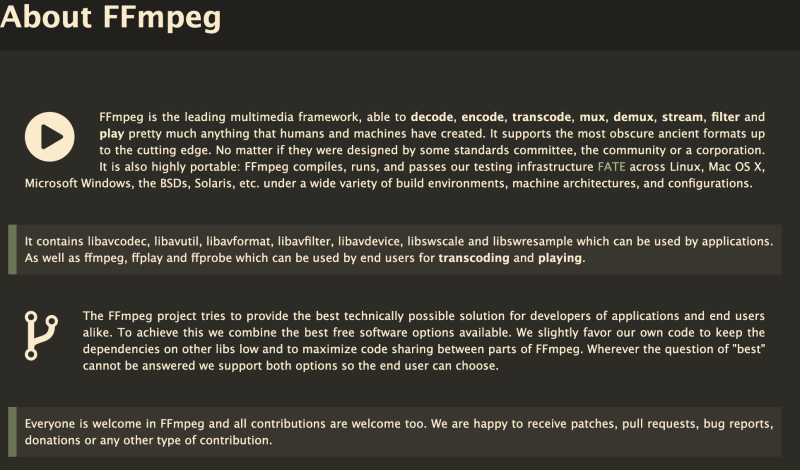 About FFmpeg
FFmpeg is the leading multimedia framework, able to decode, encode, transcode, mux, demux, stream, filter and
play pretty much anything that humans and machines have created. It supports the most obscure ancient formats up
to the cutting edge. No matter if they were designed by some standards committee, the community or a corporation.
It is also highly portable: FFmpeg compiles, runs, and passes our testing infrastructure FATE across Linux, Mac OS X,
Microsoft Windows, the BSDs, Solaris, etc. under a wide variety of build environments, machine architectures, and configurations.
It contains libavcodec, libavutil, libavformat, libavfilter, libavdevice, libswscale and libswresample which can be used by applications.
As well as ffmpeg, ffplay and ffprobe which can be used by end users for transcoding and playing.
The FFmpeg project tries to provide the best technically possible solution for developers of applications and end users
alike. To achieve this we combine the best free software options available. We slightly favor our own code to keep the
dependencies on other libs low and to maximize code sharing between parts of FFmpeg. Wherever the question of "best"
cannot be answered we support both options so the end user can choose.
Everyone is welcome in FFmpeg and all contributions are welcome too. We are happy to receive patches, pull requests, bug reports,
donations or any other type of contribution.